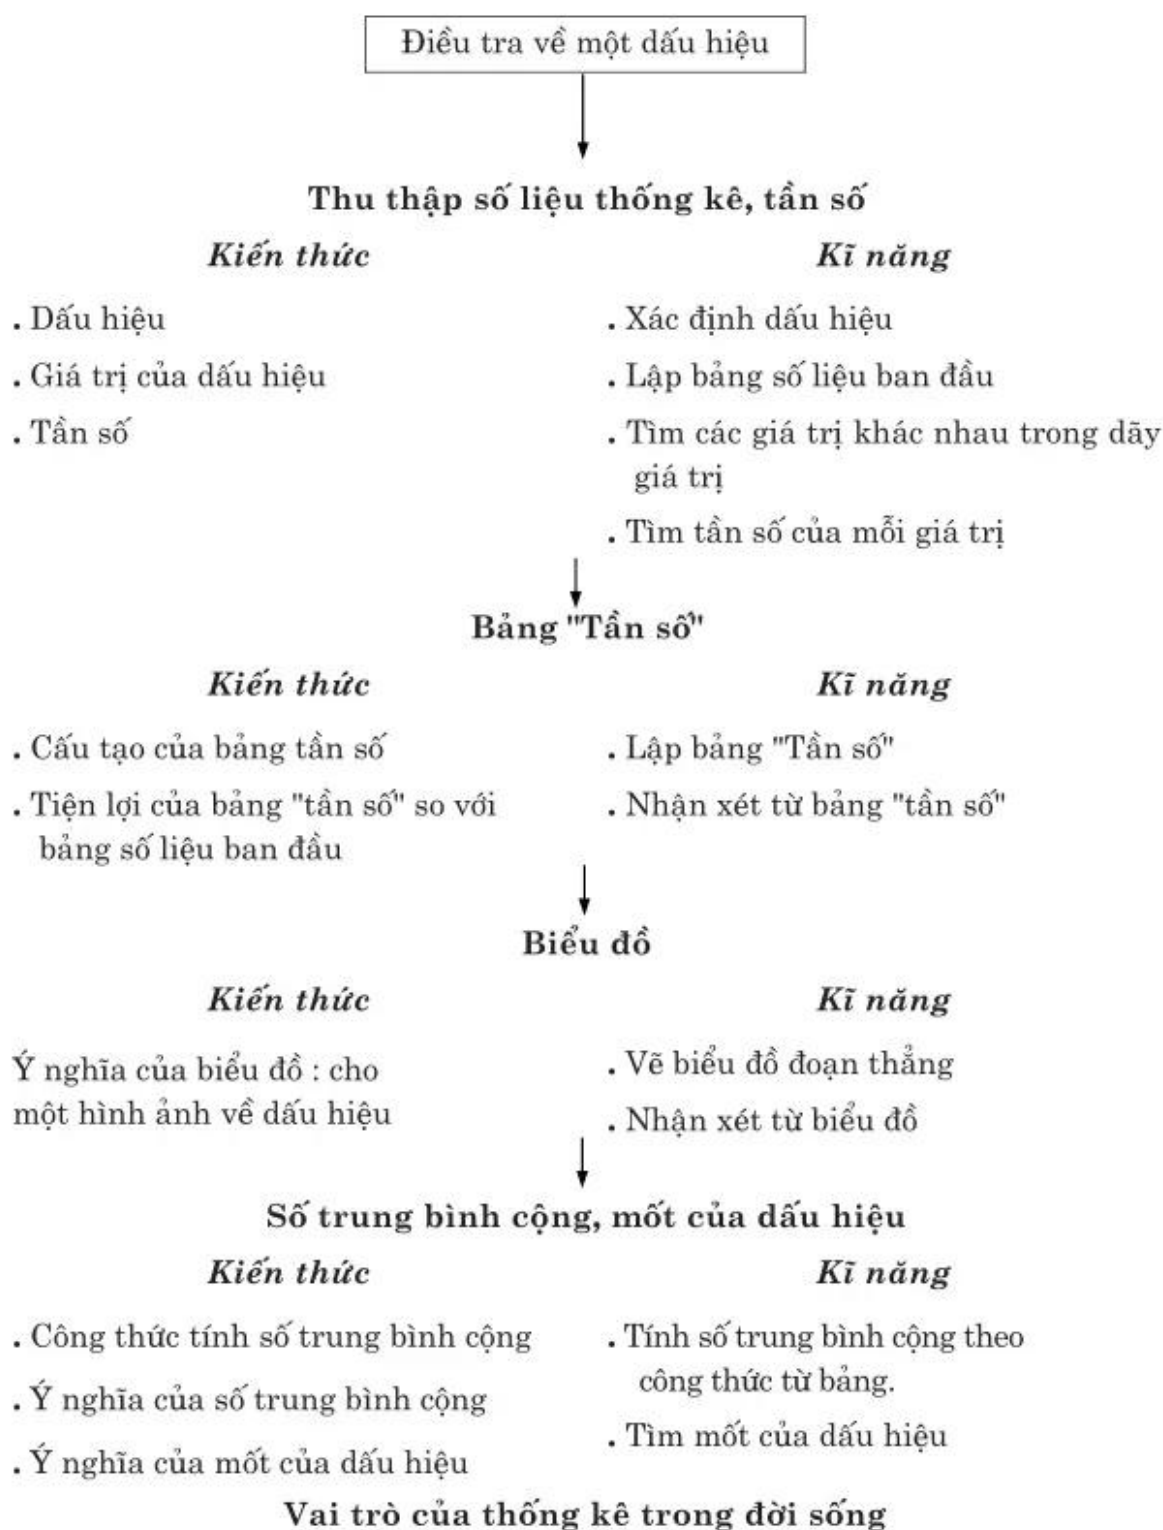 Điều tra về một dấu hiệu
Thu thập số liệu thống kê, tần số
Kiến thức
. Dấu hiệu
. Giá trị của dấu hiệu
. Tần số
Kĩ năng
. Xác định dấu hiệu
. Lập bảng số liệu ban đầu
. Tìm các giá trị khác nhau trong dãy
giá trị
. Tìm tần số của mỗi giá trị
Bảng "Tần số"
Kiến thức
. Cấu tạo của bảng tần số
. Tiện lợi của bảng "tần số" so với
bảng số liệu ban đầu
Kĩ năng
. Lập bảng "Tần số"
. Nhận xét từ bảng "tần số"
Biểu đồ
Kiến thức
Ý nghĩa của biểu đồ : cho
một hình ảnh về dấu hiệu
Kĩ năng
. Vẽ biểu đồ đoạn thẳng
. Nhận xét từ biểu đồ
Số trung bình cộng, mốt của dấu hiệu
Kiến thức
. Công thức tính số trung bình cộng
. Ý nghĩa của số trung bình cộng
. Ý nghĩa của mốt của dấu hiệu
Kĩ năng
. Tính số trung bình cộng theo
công thức từ bảng.
. Tìm mốt của dấu hiệu
Vai trò của thống kê trong đời sống